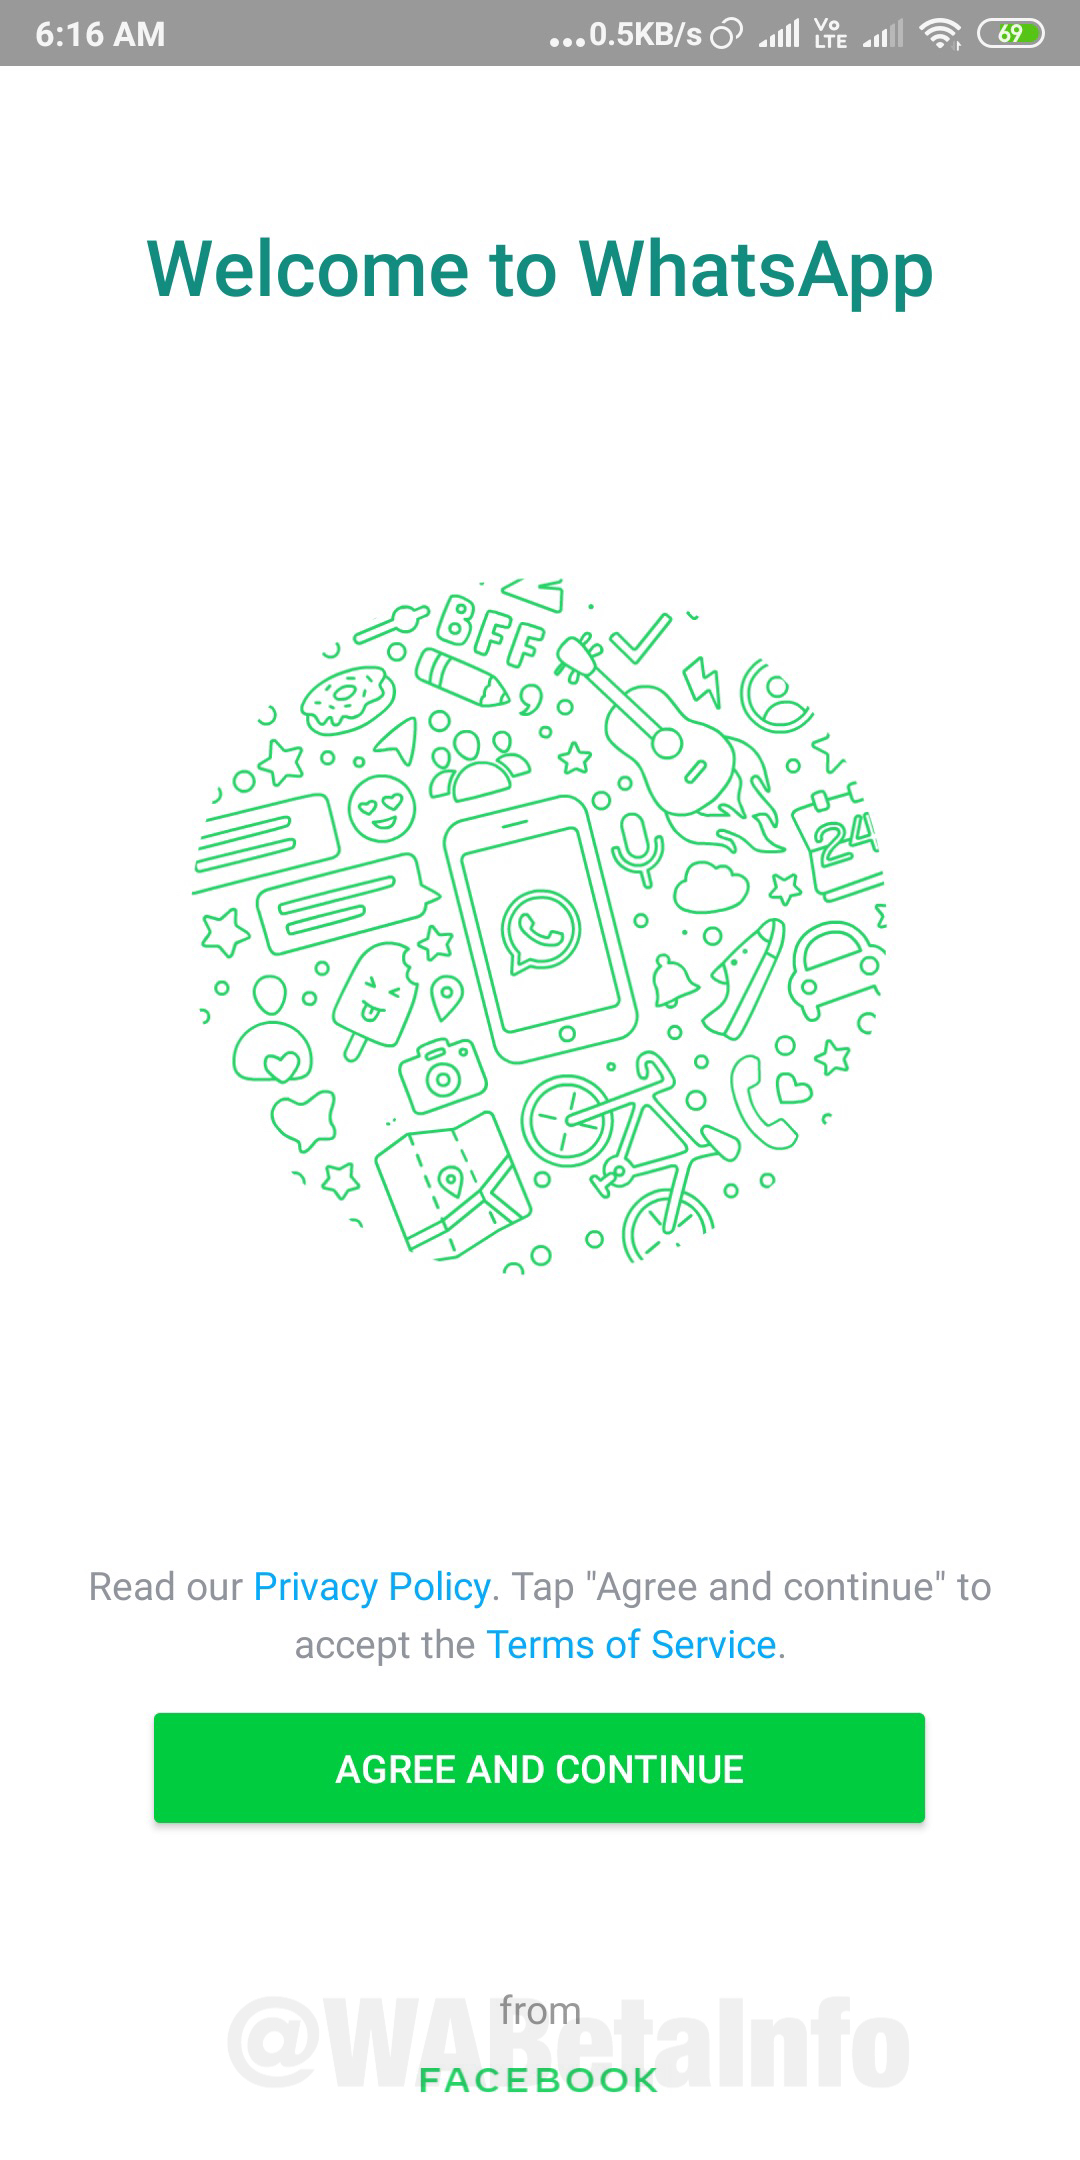 6:16 AM
...0.5KB/s
Vo
LTE
69
Welcome to WhatsApp
BFF
24
Read our Privacy Policy. Tap "Agree and continue" to
accept the Terms of Service.
AGREE AND CONTINUE
@WABetaInfo
from
FACEBOOK